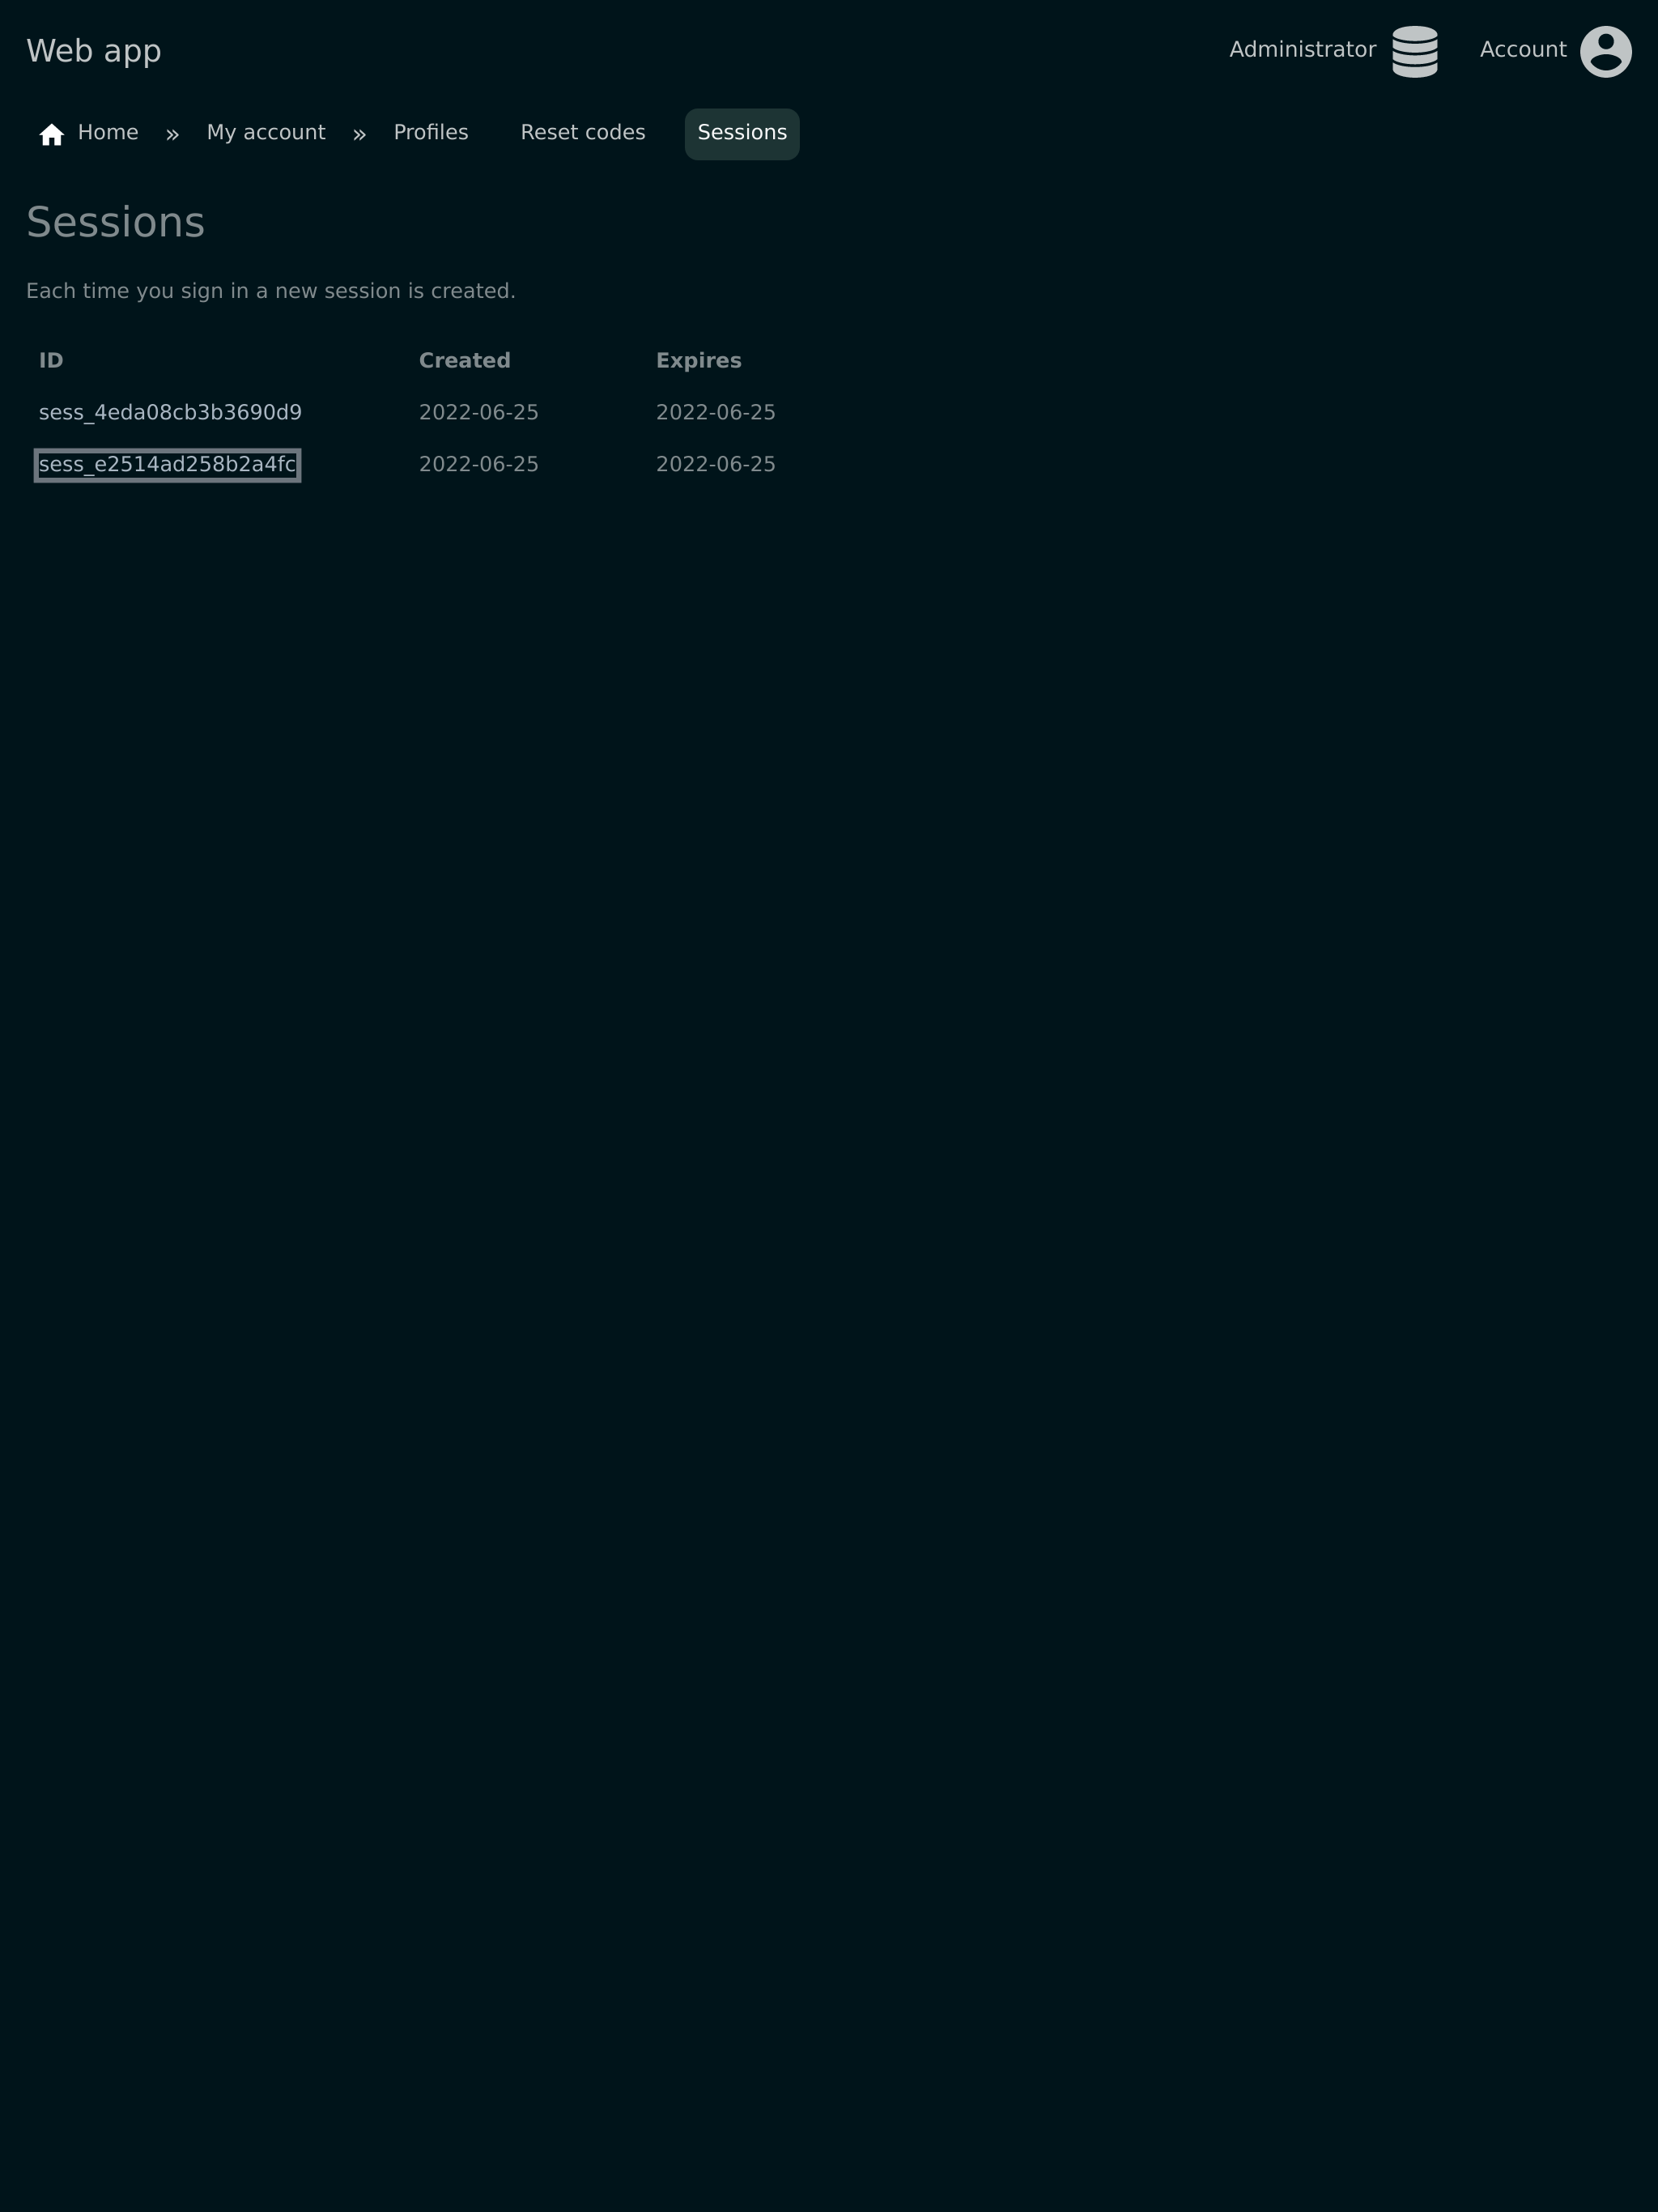 Web app Administrator Account
Home » My account » Profiles Reset codes Sessions
Sessions
Each time you sign in a new session is created.
ID Created Expires
sess_4eda08cb3b3690d9 2022-06-25 2022-06-25
sess_e2514ad258b2a4fc 2022-06-25 2022-06-25